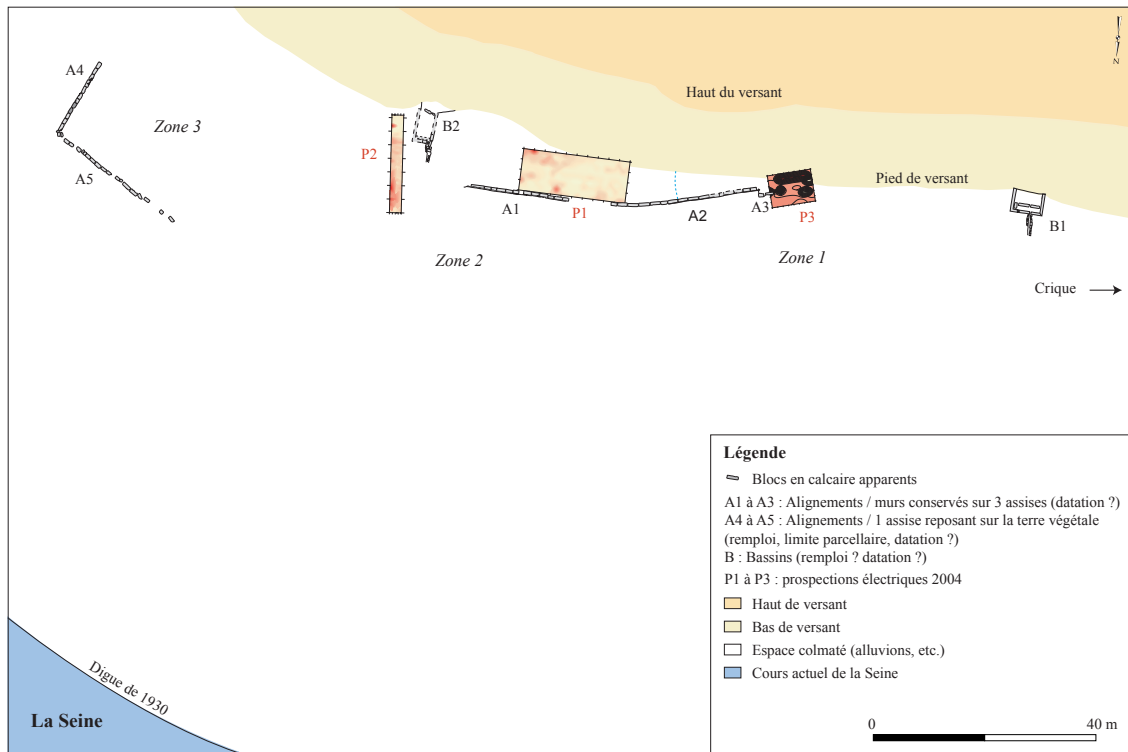 N
A4
Zone 3
A5
P2
B2
Haut du versant
Pied de versant
A1
P1
A2
A3
P3
B1
Zone 2
Zone 1
Crique
Légende
Blocs en calcaire apparents
A1 à A3 : Alignements / murs conservés sur 3 assises (datation ?)
A4 à A5 : Alignements / 1 assise reposant sur la terre végétale
(remploi, limite parcellaire, datation ?)
B : Bassins (remploi ? datation ?)
P1 à P3 : prospections électriques 2004
Haut de versant
Bas de versant
Espace colmaté (alluvions, etc.)
Cours actuel de la Seine
Digue de 1930
La Seine
0 40 m